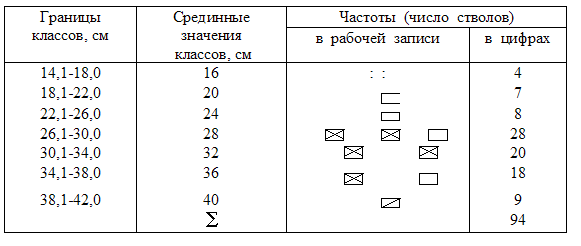 Границы классов, см Срединные значения классов, см Частоты (число стволов)
в рабочей записи в цифрах
14,1-18,0 16 : : 4
18,1-22,0 20 7
22,1-26,0 24 8
26,1-30,0 28 28
30,1-34,0 32 20
34,1-38,0 36 18
38,1-42,0 40 9
Σ 94